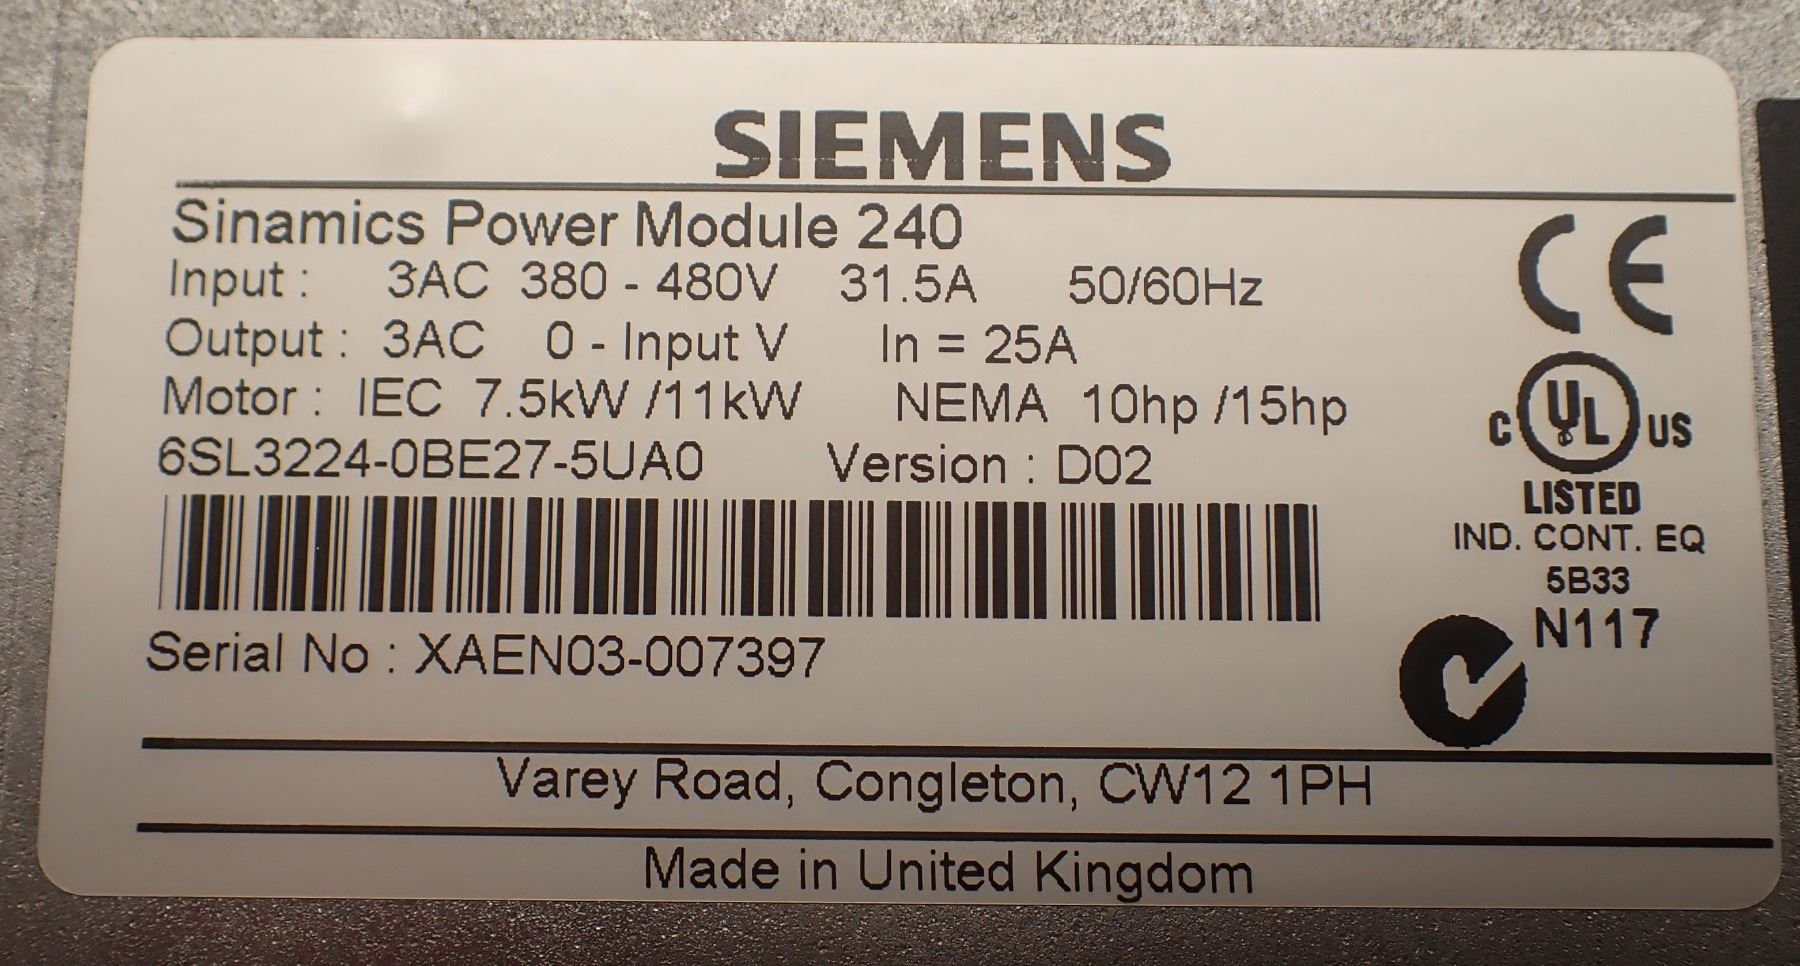 SIEMENS
Sinamics Power Module 240
Input : 3AC 380 - 480V 31.5A 50/60Hz
Output : 3AC 0 - Input V In = 25A
Motor : IEC 7.5kW /11kW NEMA 10hp /15hp
6SL3224-0BE27-5UA0 Version : D02
Serial No : XAEN03-007397
CE
C UL US
LISTED
IND. CONT. EQ
5B33
N117
Varey Road, Congleton, CW12 1PH
Made in United Kingdom